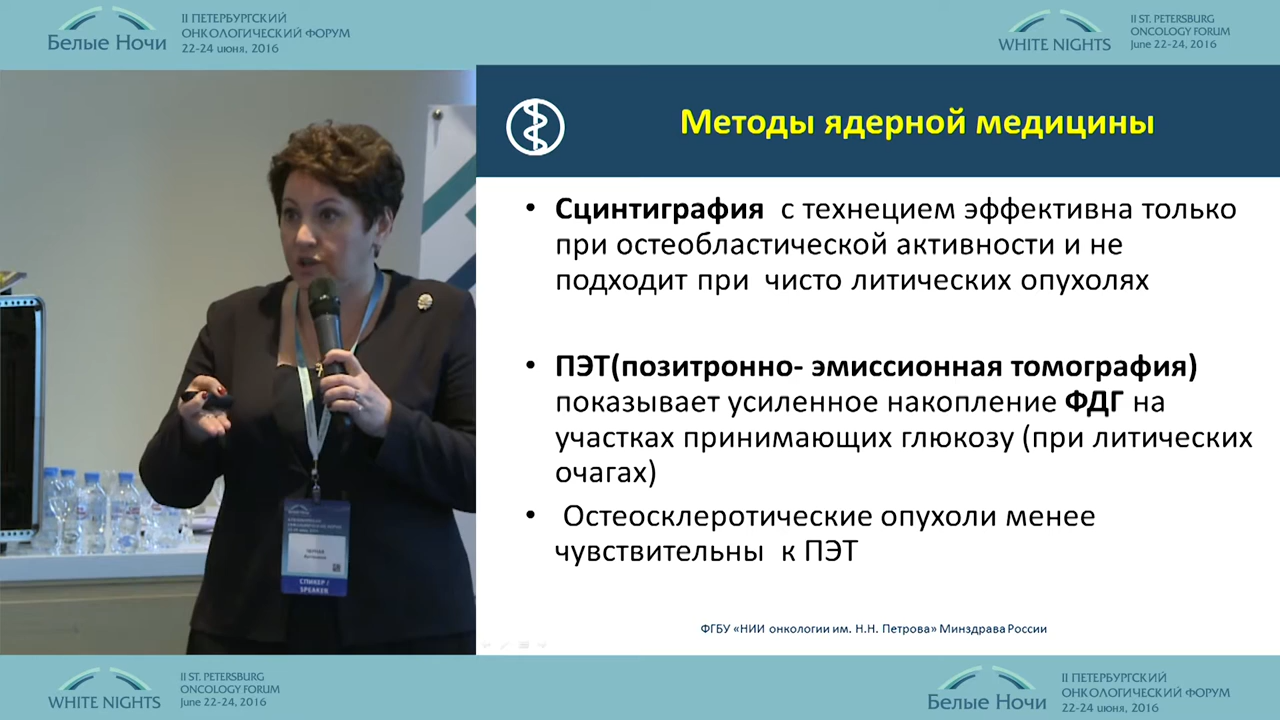 Белые Ночи
II ПЕТЕРБУРГСКИЙ
ОНКОЛОГИЧЕСКИЙ ФОРУМ
22-24 июня, 2016
WHITE NIGHTS
II ST. PETERSBURG
ONCOLOGY FORUM
June 22-24, 2016
Методы ядерной медицины
• Сцинтиграфия с технецием эффективна только
при остеобластической активности и не
подходит при чисто литических опухолях
• ПЭТ(позитронно- эмиссионная томография)
показывает усиленное накопление ФДГ на
участках принимающих глюкозу (при литических
очагах)
• Остеосклеротические опухоли менее
чувствительны к ПЭТ
ФГБУ «НИИ онкологии им. Н.Н. Петрова» Минздрава России
СПИКЕР /
SPEAKER
WHITE NIGHTS
II ST. PETERSBURG
ONCOLOGY FORUM
June 22-24, 2016
Белые Ночи
II ПЕТЕРБУРГСКИЙ
ОНКОЛОГИЧЕСКИЙ ФОРУМ
22-24 июня, 2016